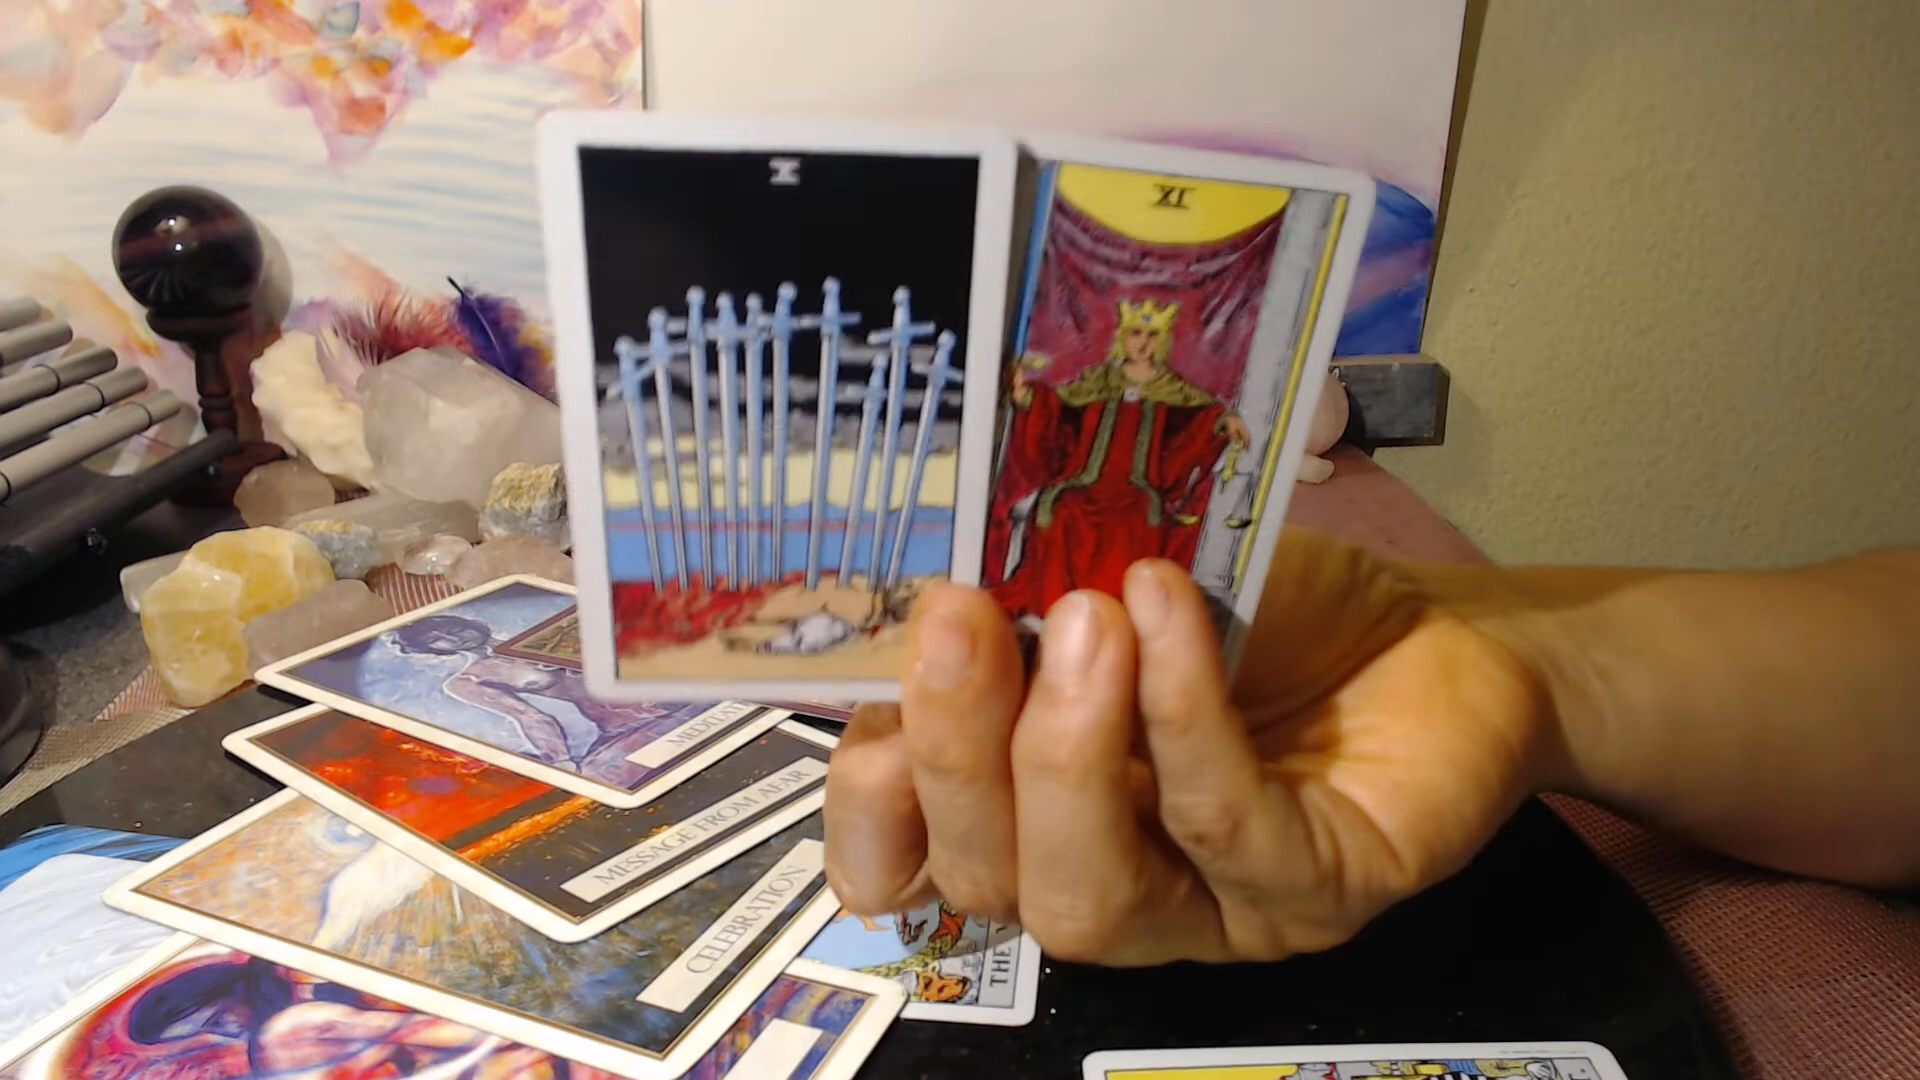 X
XI
MEDITAT
MESSAGE FROM AFAR
CELEBRATION
THE